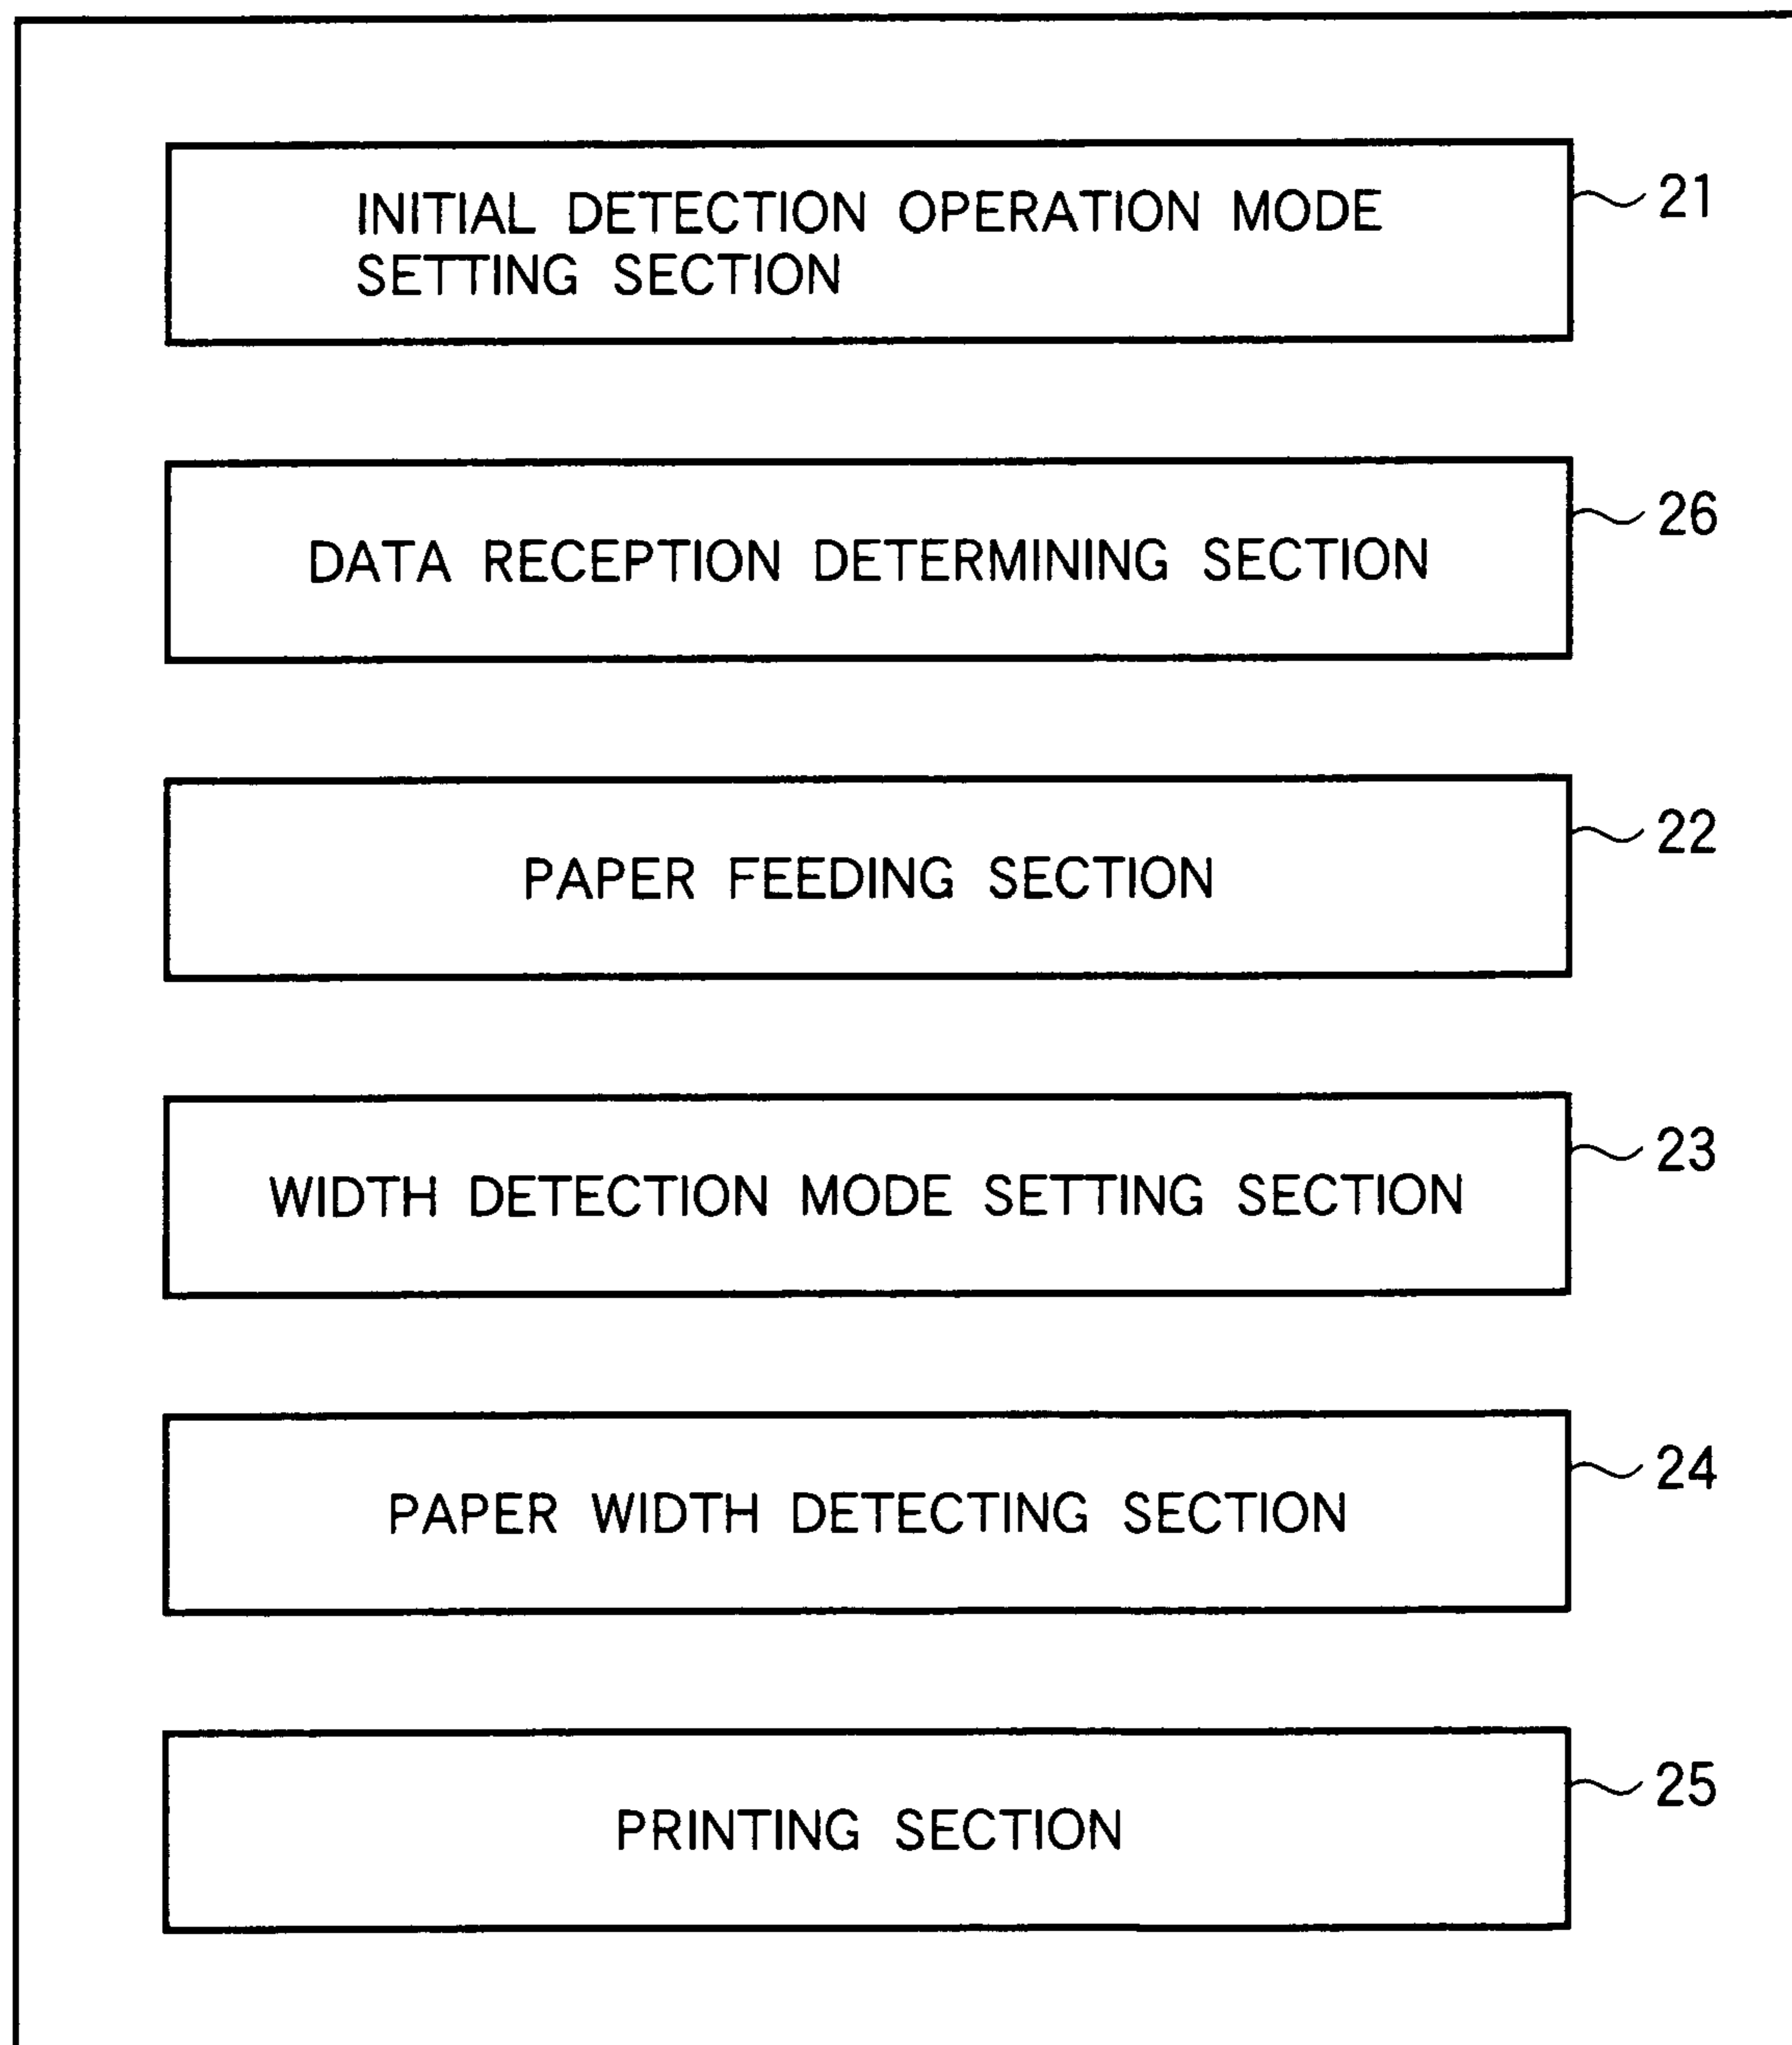 INITIAL DETECTION OPERATION MODE
SETTING SECTION
21
DATA RECEPTION DETERMINING SECTION
26
PAPER FEEDING SECTION
22
WIDTH DETECTION MODE SETTING SECTION
23
PAPER WIDTH DETECTING SECTION
24
PRINTING SECTION
25